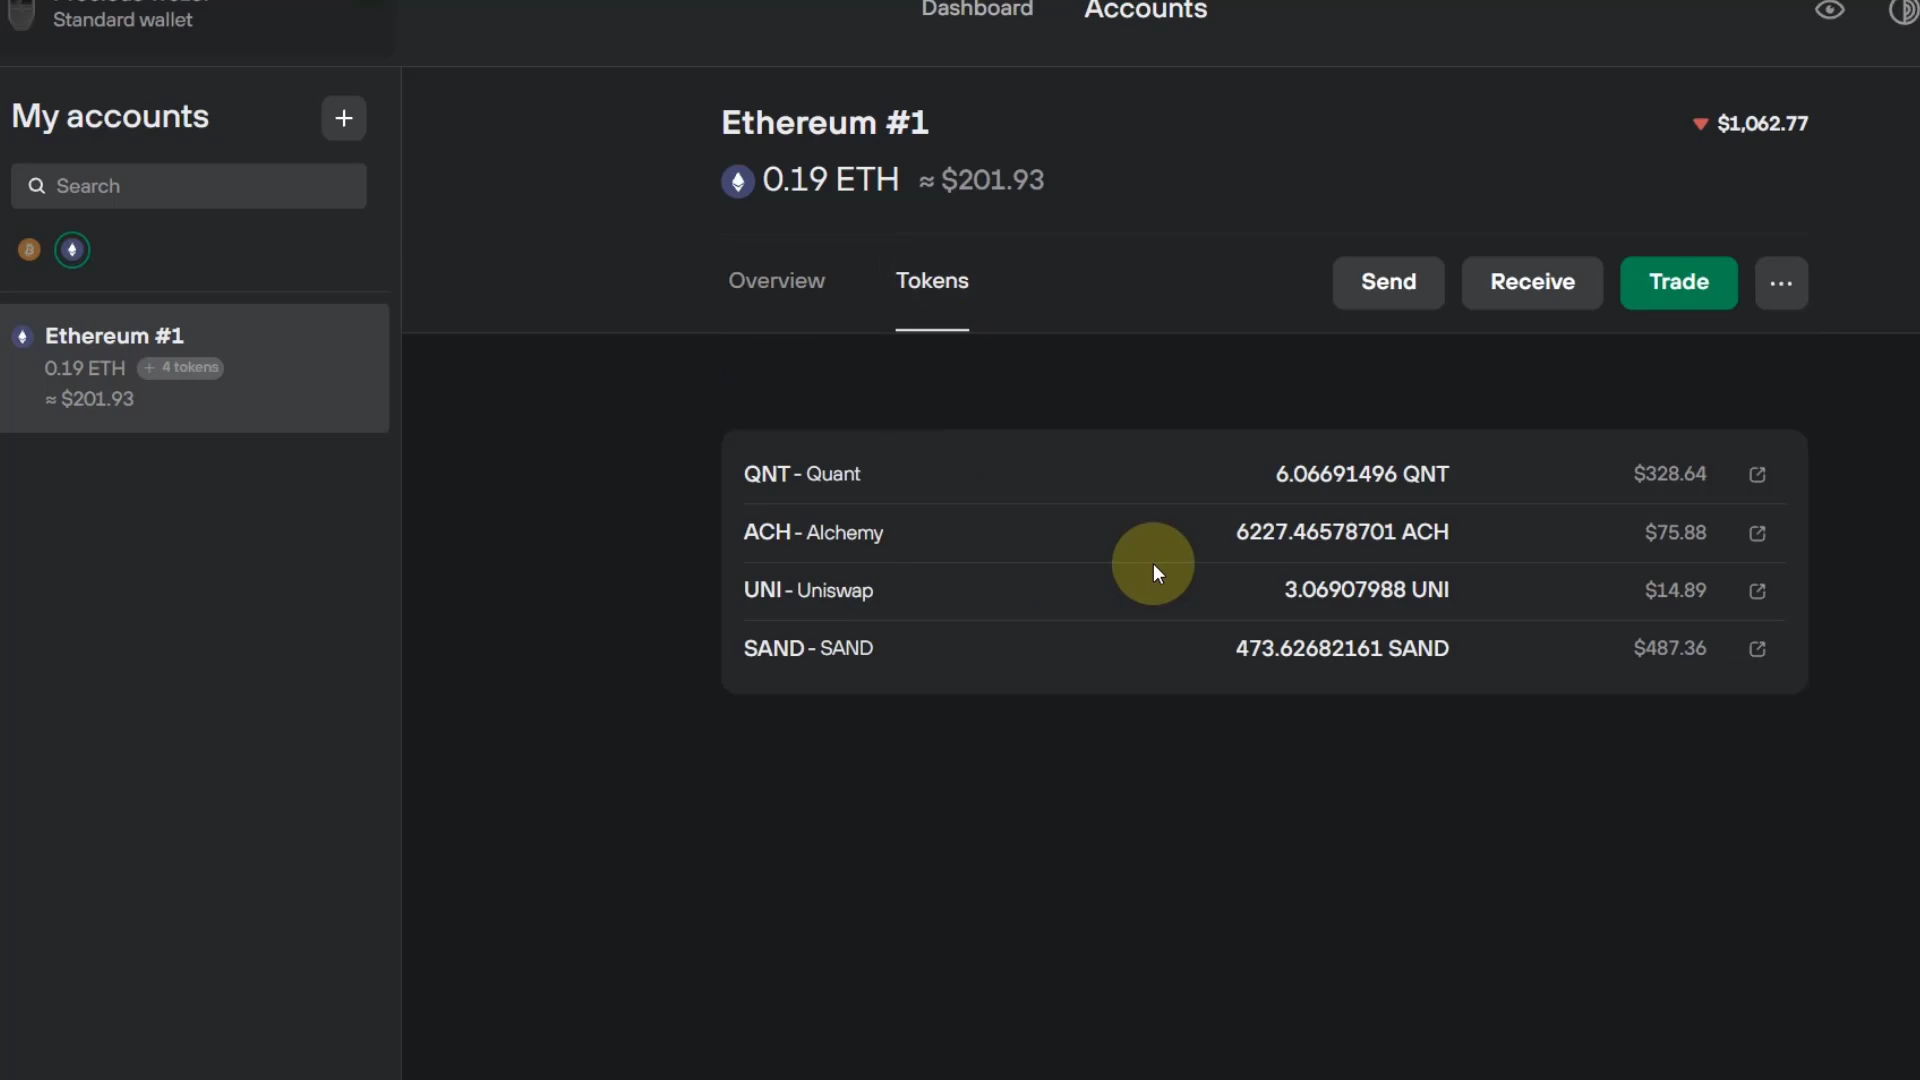 Standard wallet
Dashboard
Accounts
My accounts
Search
Ethereum #1
0.19 ETH + 4 tokens
≈ $201.93
Ethereum #1
$1,062.77
0.19 ETH ≈ $201.93
Overview
Tokens
Send
Receive
Trade
QNT - Quant 6.06691496 QNT $328.64
ACH - Alchemy 6227.46578701 ACH $75.88
UNI - Uniswap 3.06907988 UNI $14.89
SAND - SAND 473.62682161 SAND $487.36